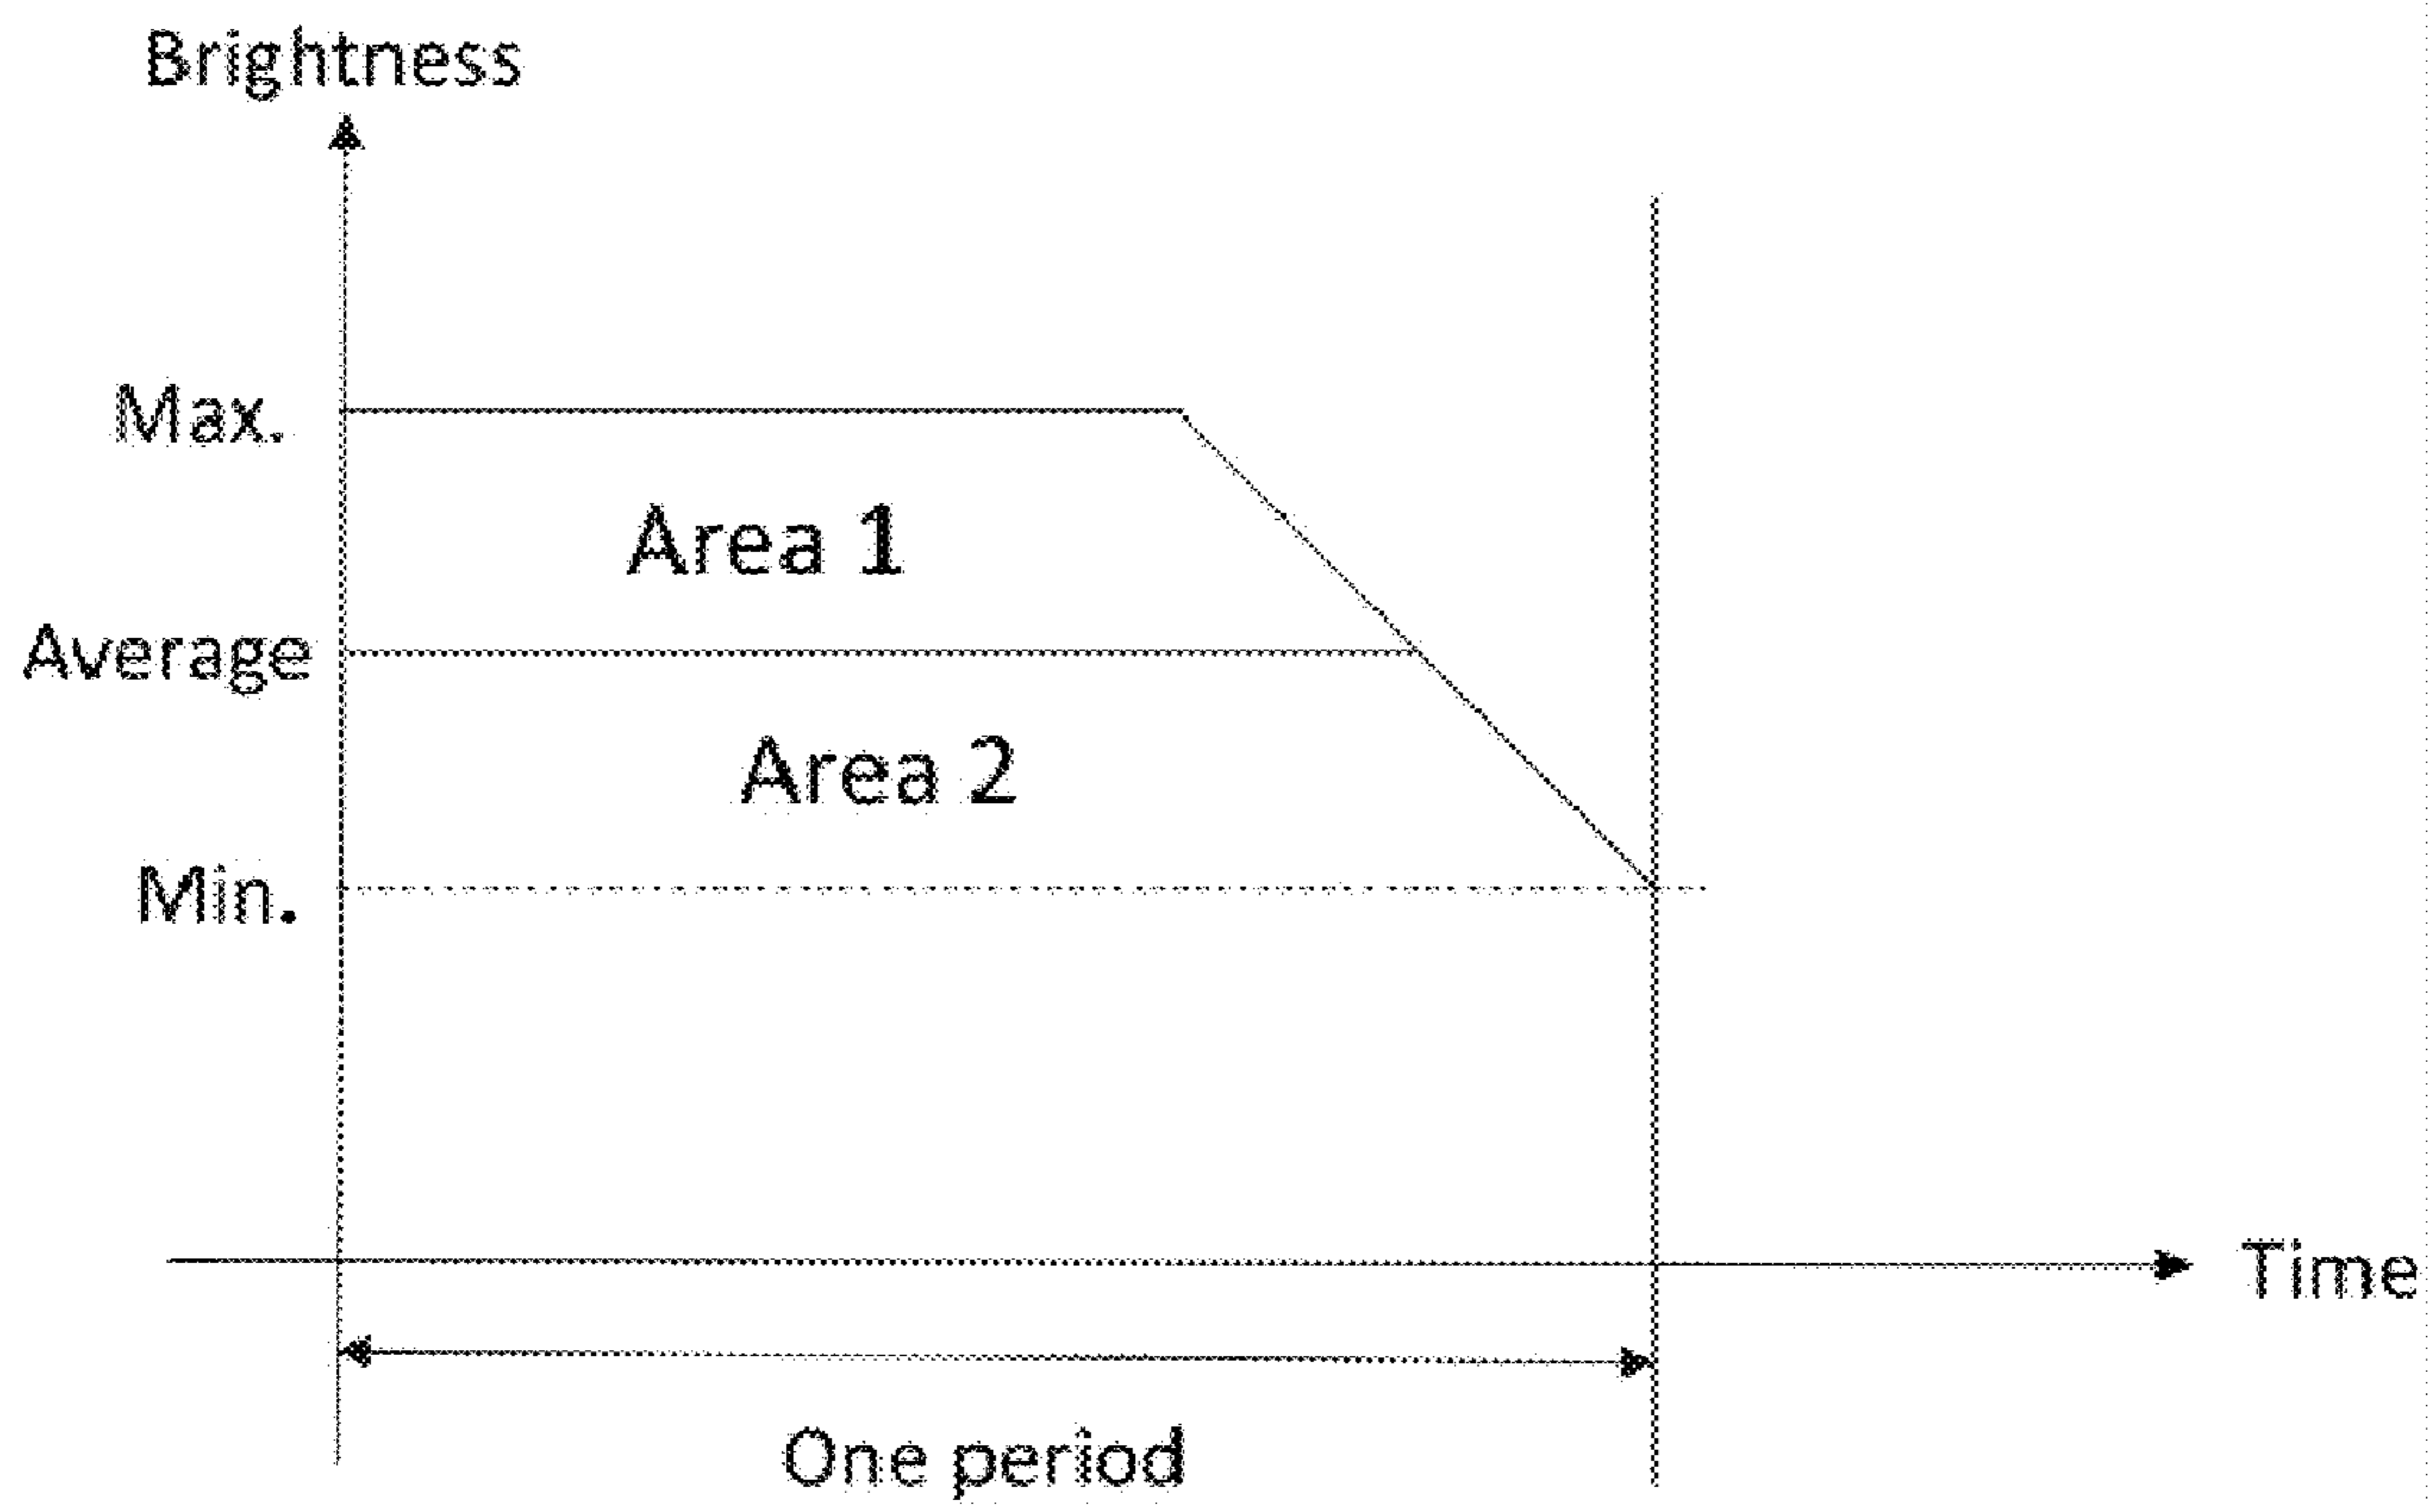 Brightness
Max.
Area 1
Average
Area 2
Min.
Time
One period